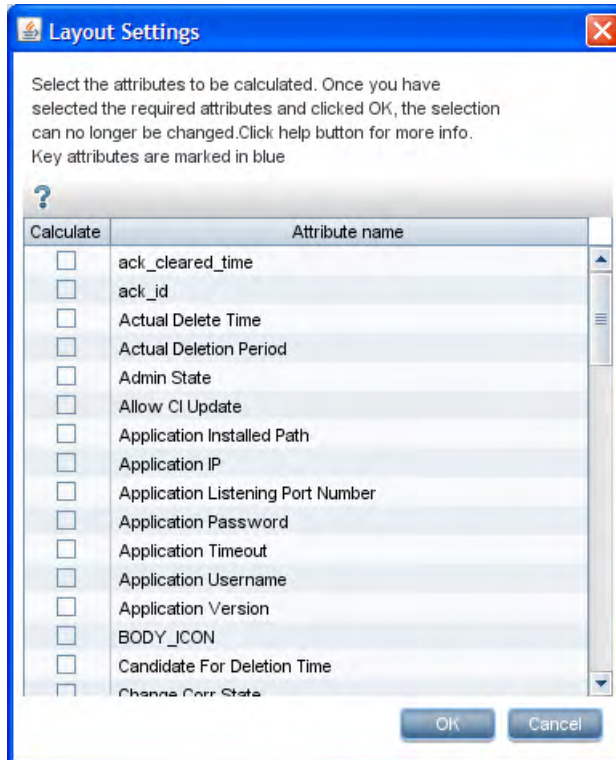 Layout Settings
Select the attributes to be calculated. Once you have
selected the required attributes and clicked OK, the selection
can no longer be changed.Click help button for more info.
Key attributes are marked in blue
?
Calculate Attribute name
ack_cleared_time
ack_id
Actual Delete Time
Actual Deletion Period
Admin State
Allow CI Update
Application Installed Path
Application IP
Application Listening Port Number
Application Password
Application Timeout
Application Username
Application Version
BODY_ICON
Candidate For Deletion Time
Change Corr State
OK Cancel